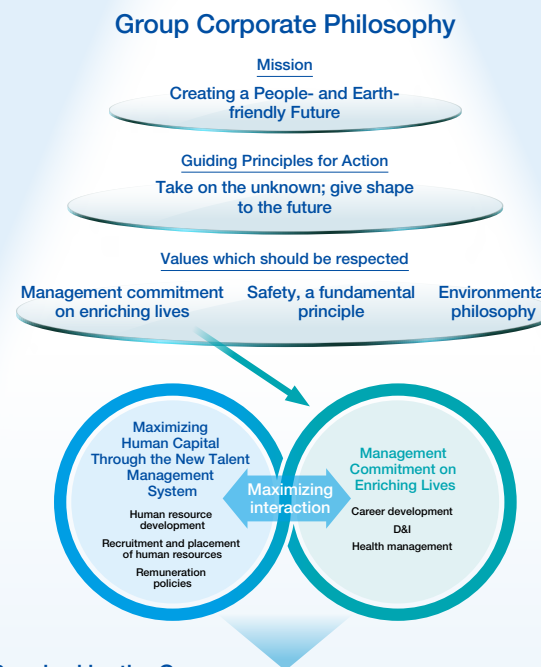 Group Corporate Philosophy
Mission
Creating a People- and Earth-
friendly Future
Guiding Principles for Action
Take on the unknown; give shape
to the future
Values which should be respected
Management commitment
on enriching lives
Safety, a fundamental
principle
philosophy
Maximizing
Human Capital
Through the New Talent
Management
System
Human resource
development
Recruitment and placement
of human resources
Remuneration
policies
Maximizing
interaction
Management
Commitment on
Enriching Lives
Career development
D&I
Health management